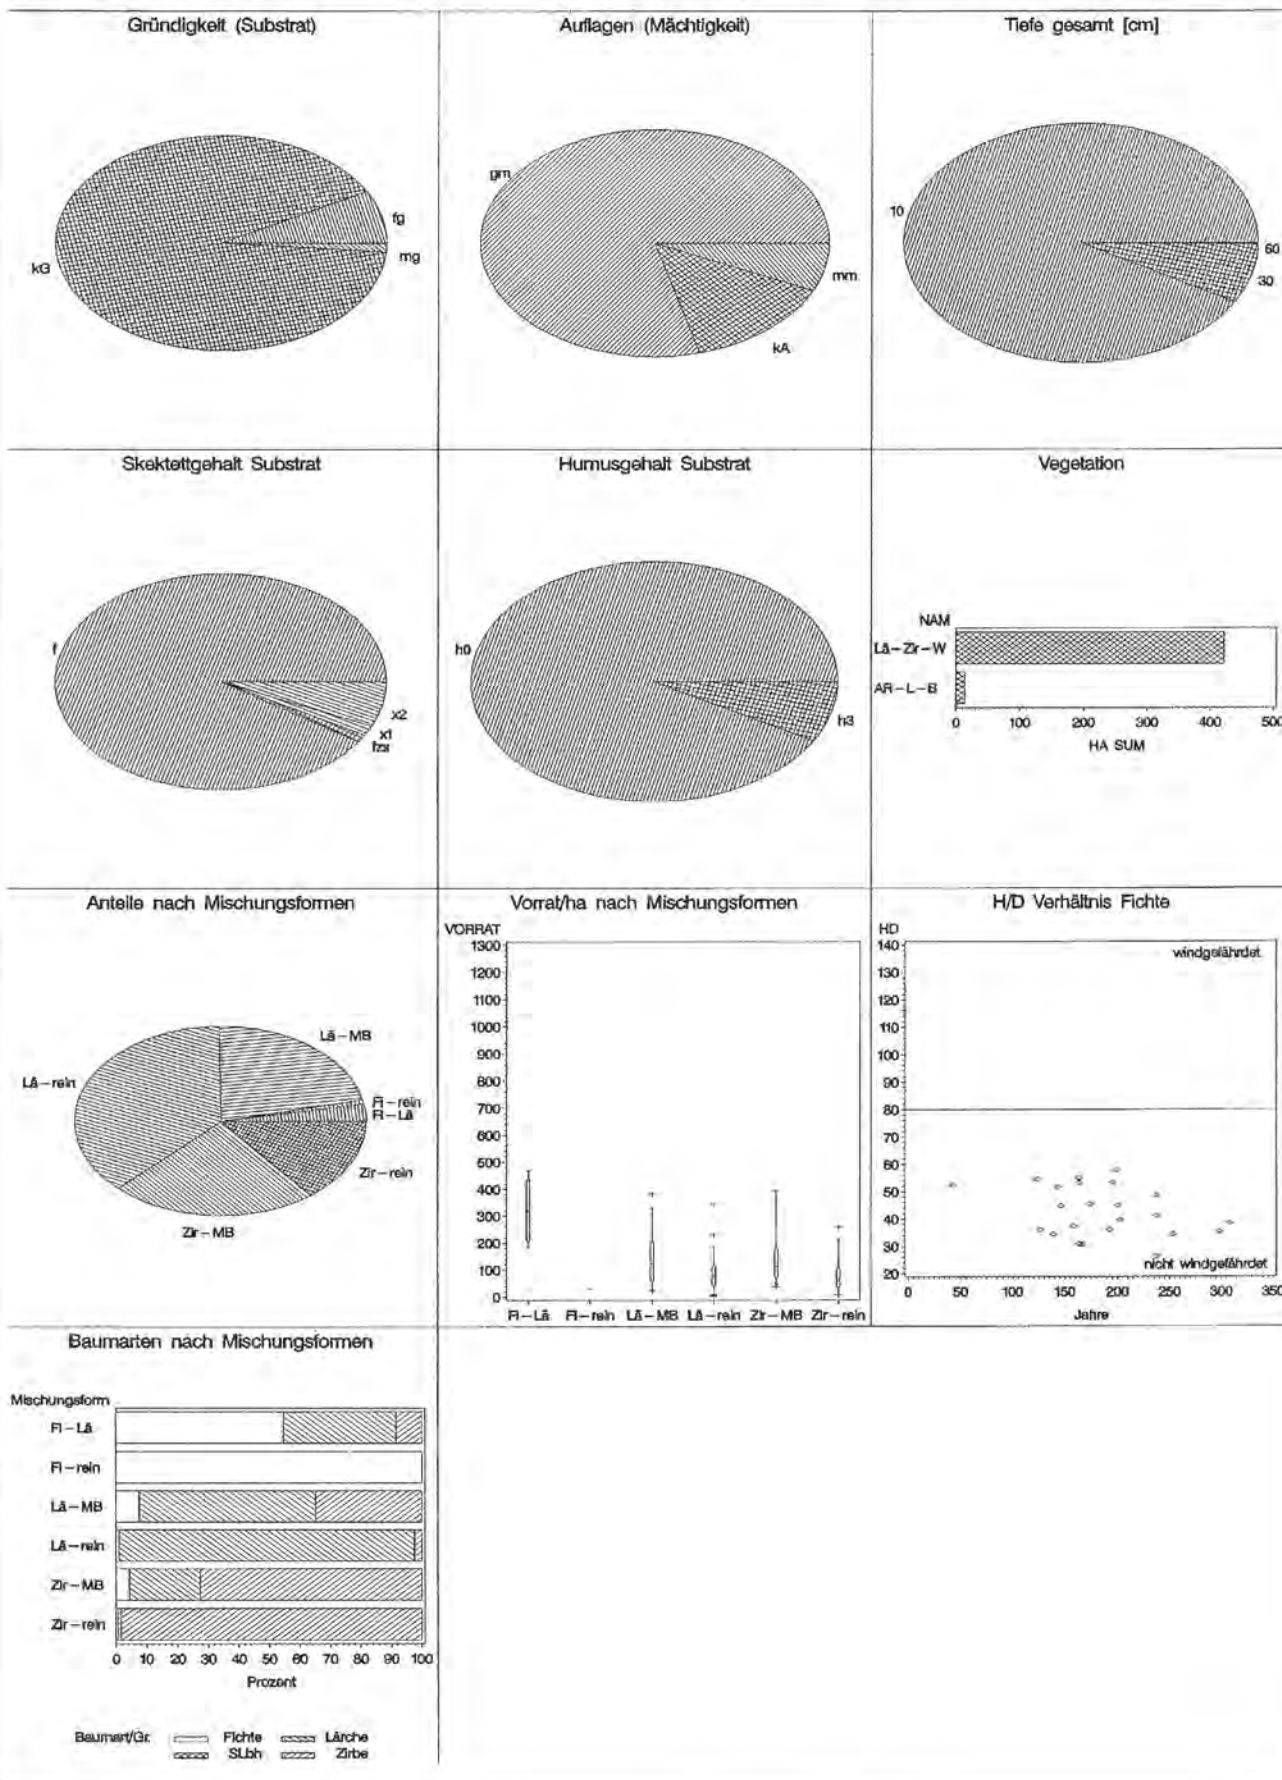 Gründigkeit (Substrat)
fg
mg
kG
Auflagen (Mächtigkeit)
gm
mm
kA
Tiefe gesamt [cm]
10
60
30
Skektettgehalt Substrat
f
x2
x1
fzsr
Humusgehalt Substrat
h0
h3
Vegetation
NAM
Lä-Zir-W
AR-L-B
0 100 200 300 400 500
HA SUM
Anteile nach Mischungsformen
Lä-MB
Lä-rein
Fi-rein
Fi-Lä
Zir-rein
Zir-MB
Vorrat/ha nach Mischungsformen
VORRAT
1300
1200
1100
1000
900
800
700
600
500
400
300
200
100
0
Fi-Lä Fi-rein Lä-MB Lä-rein Zir-MB Zir-rein
H/D Verhältnis Fichte
HD
140
windgefährdet
130
120
110
100
90
80
70
60
50
40
30
nicht windgefährdet
20
0 50 100 150 200 250 300 350
Jahre
Baumarten nach Mischungsformen
Mischungsform
Fi-Lä
Fi-rein
Lä-MB
Lä-rein
Zir-MB
Zir-rein
0 10 20 30 40 50 60 70 80 90 100
Prozent
Baumart/Gr. Fichte Lärche
SLbh Zirbe